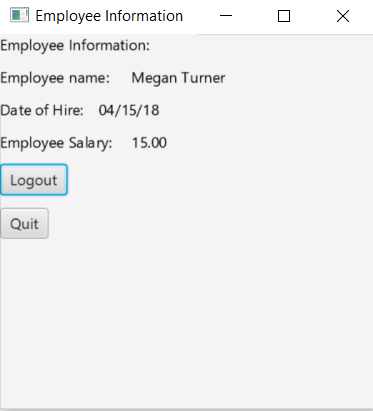 Employee Information
Employee Information:
Employee name: Megan Turner
Date of Hire: 04/15/18
Employee Salary: 15.00
Logout
Quit